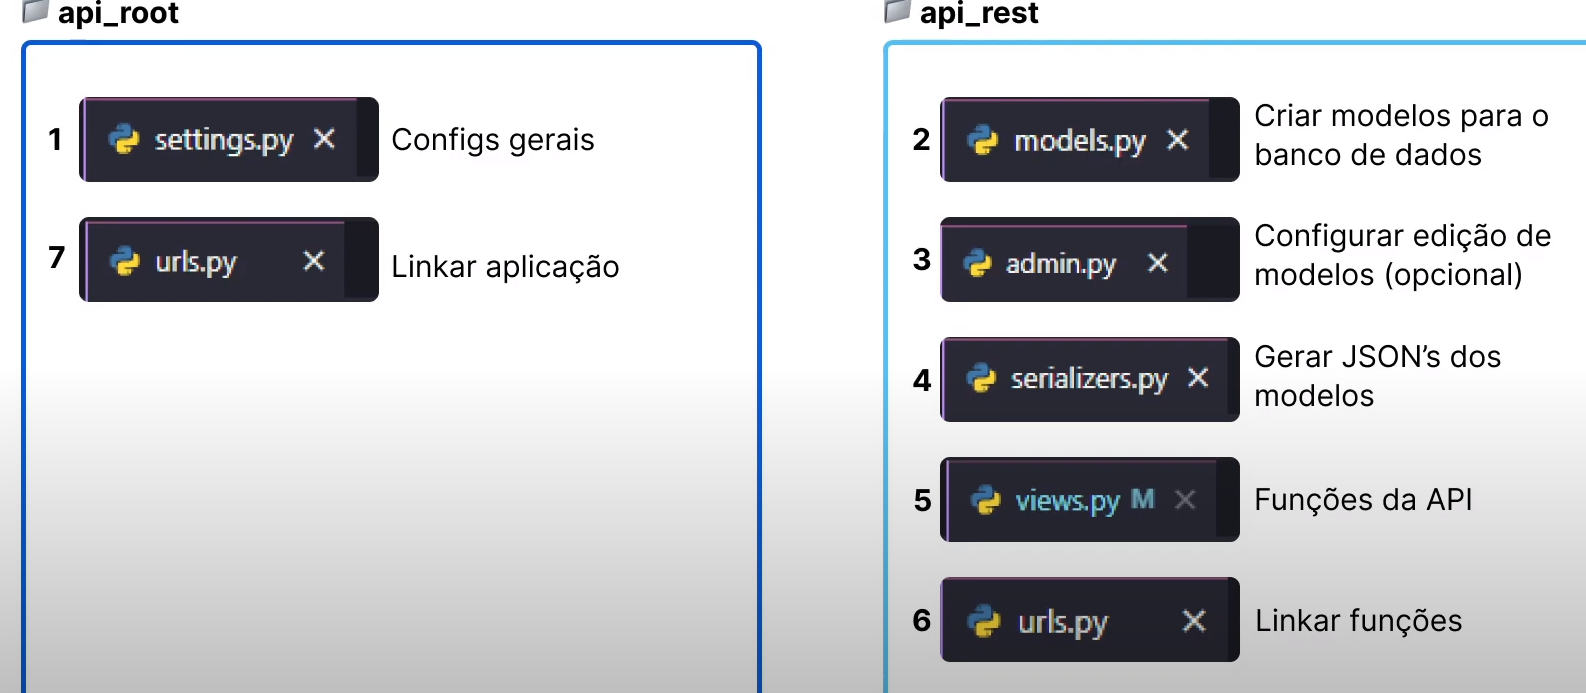 api_root
1 settings.py × Configs gerais
7 urls.py × Linkar aplicação
api_rest
2 models.py × Criar modelos para o
banco de dados
3 admin.py × Configurar edição de
modelos (opcional)
4 serializers.py × Gerar JSON’s dos
modelos
5 views.py M × Funções da API
6 urls.py × Linkar funções